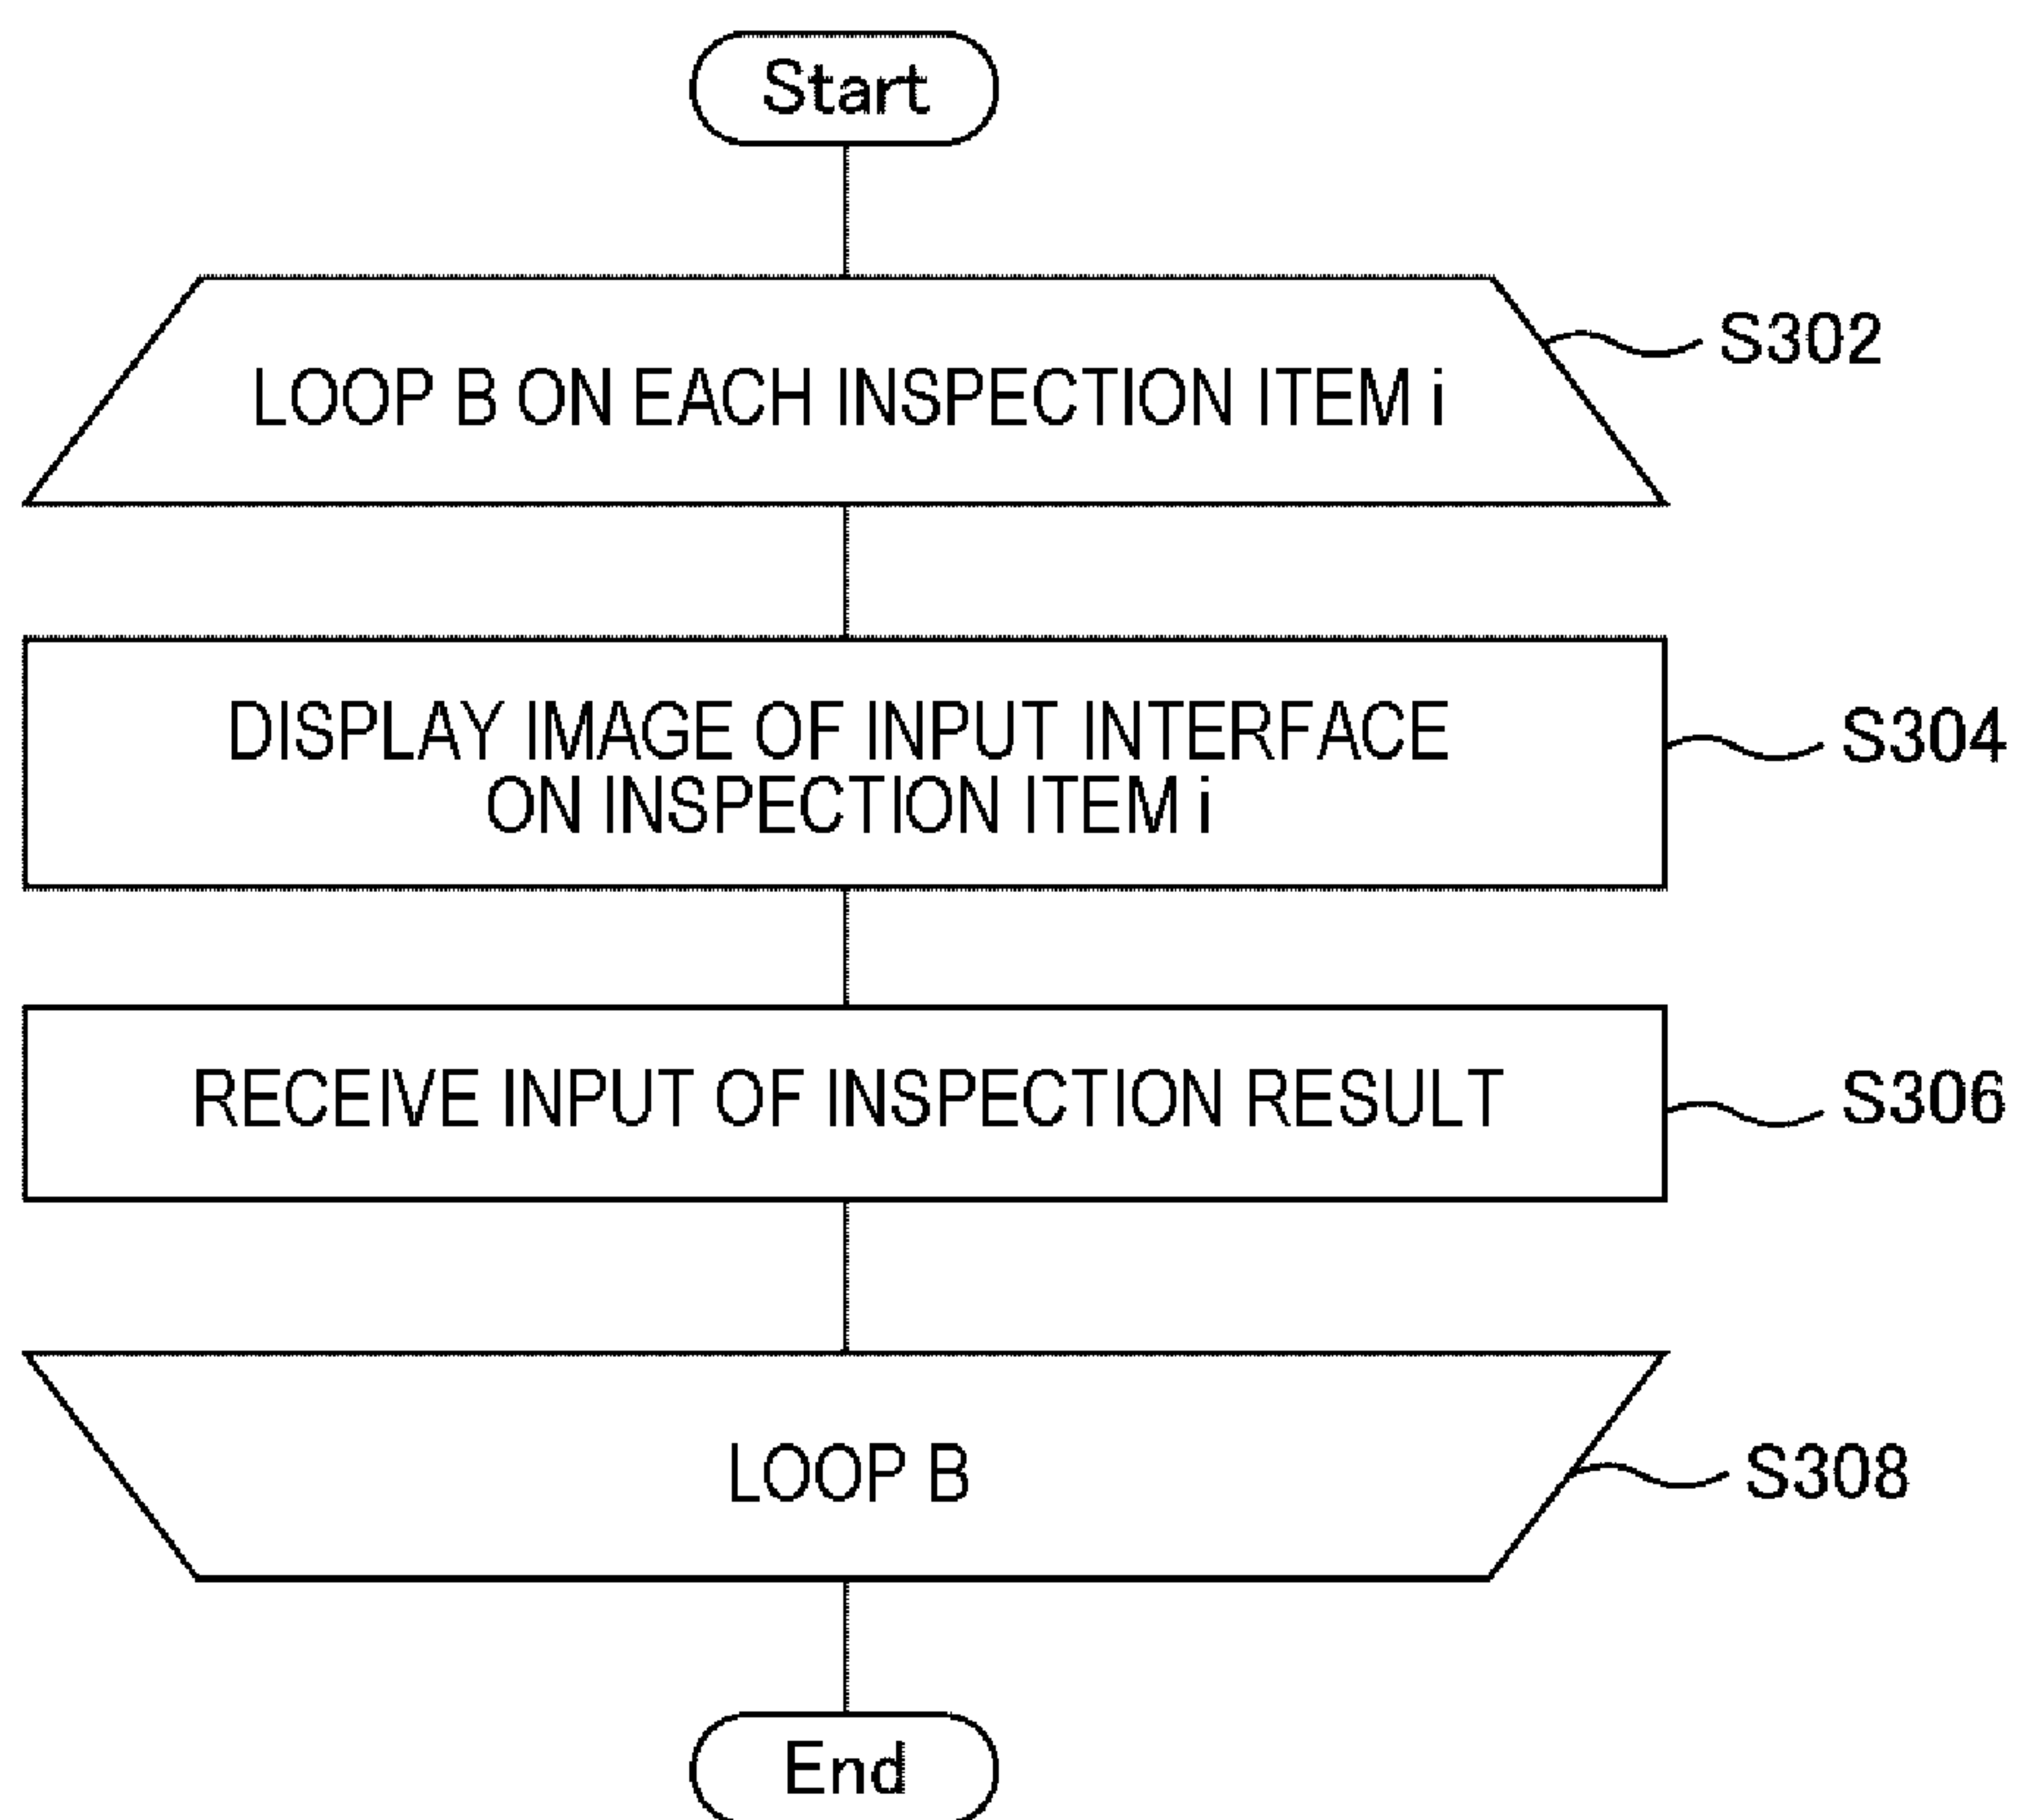 Start
LOOP B ON EACH INSPECTION ITEM i
S302
DISPLAY IMAGE OF INPUT INTERFACE
ON INSPECTION ITEM i
S304
RECEIVE INPUT OF INSPECTION RESULT
S306
LOOP B
S308
End